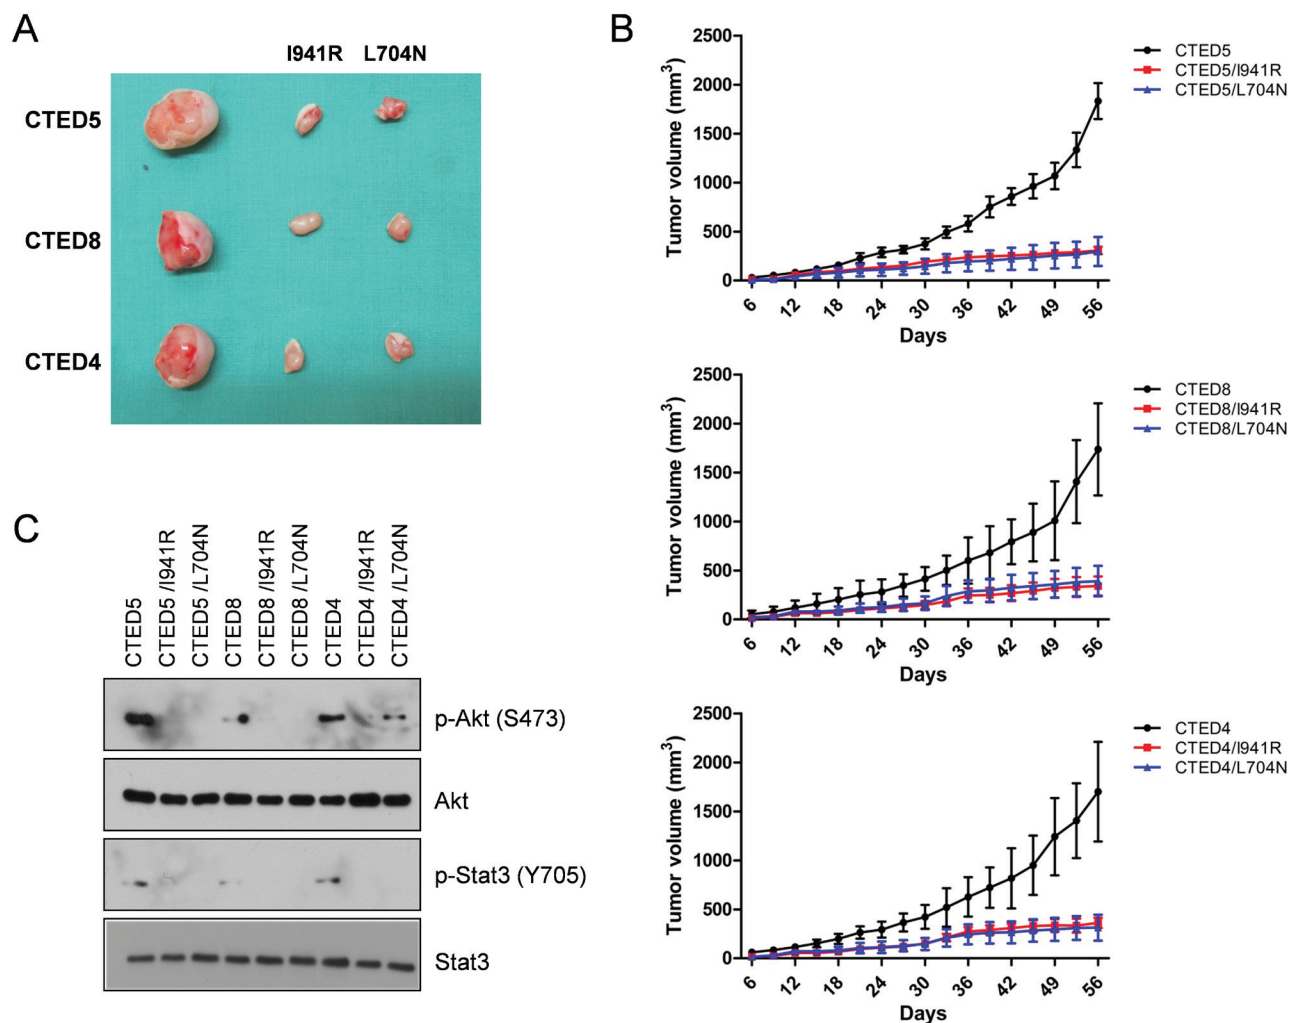 A
I941R L704N
CTED5
CTED8
CTED4
B
Tumor volume (mm³)
2500
2000
1500
1000
500
0
6 12 18 24 30 36 42 49 56
Days
CTED5
CTED5/I941R
CTED5/L704N
Tumor volume (mm³)
2500
2000
1500
1000
500
0
6 12 18 24 30 36 42 49 56
Days
CTED8
CTED8/I941R
CTED8/L704N
Tumor volume (mm³)
2500
2000
1500
1000
500
0
6 12 18 24 30 36 42 49 56
Days
CTED4
CTED4/I941R
CTED4/L704N
C
CTED5
CTED5/I941R
CTED5/L704N
CTED8
CTED8/I941R
CTED8/L704N
CTED4
CTED4/I941R
CTED4/L704N
p-Akt (S473)
Akt
p-Stat3 (Y705)
Stat3